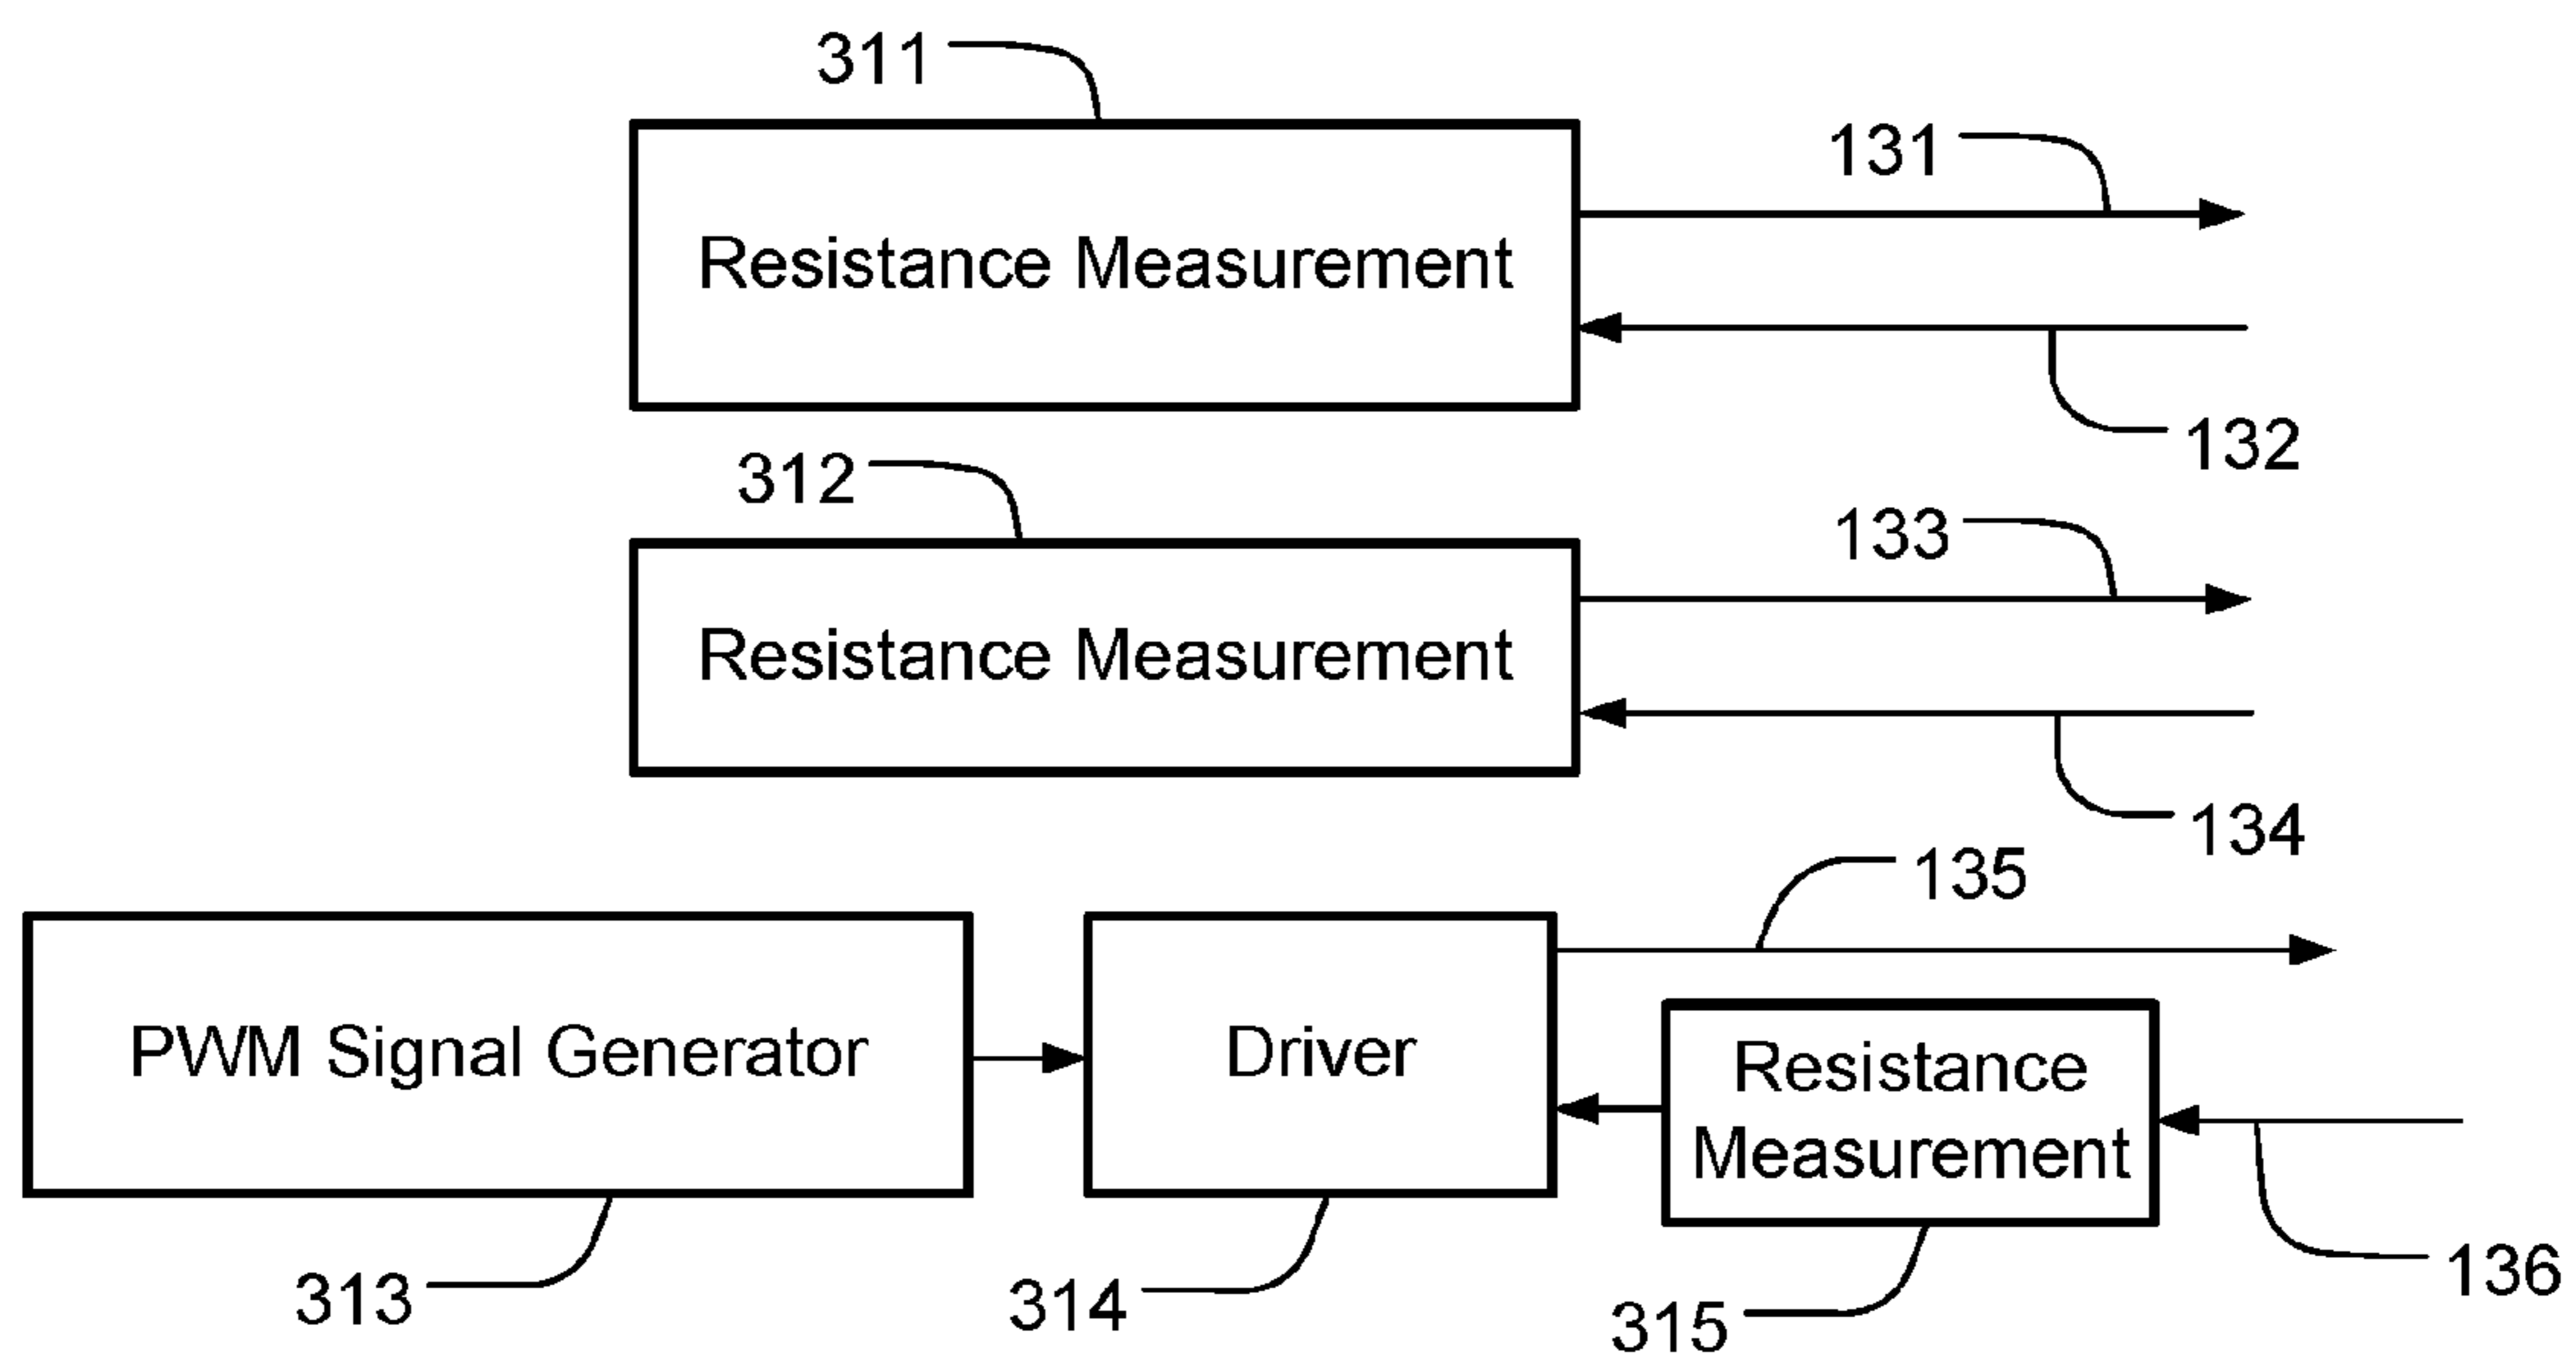 311
131
Resistance Measurement
132
312
133
Resistance Measurement
134
135
PWM Signal Generator
Driver
Resistance
Measurement
136
313
314
315